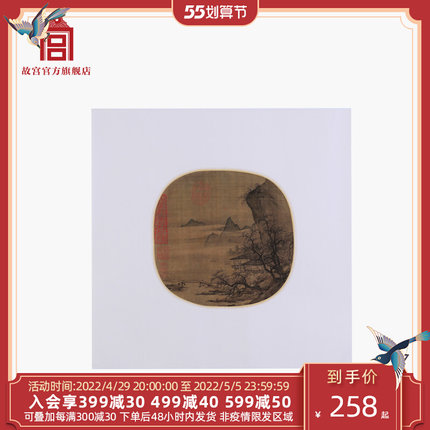 55划算节
宫
故宫官方旗舰店
活动时间:2022/4/29 20:00:00 至 2022/5/5 23:59:59
入会享399减30 499减40 599减50
可叠加每满300减30 下单后48小时内发货 非疫情限发区域
到手价
¥ 258起